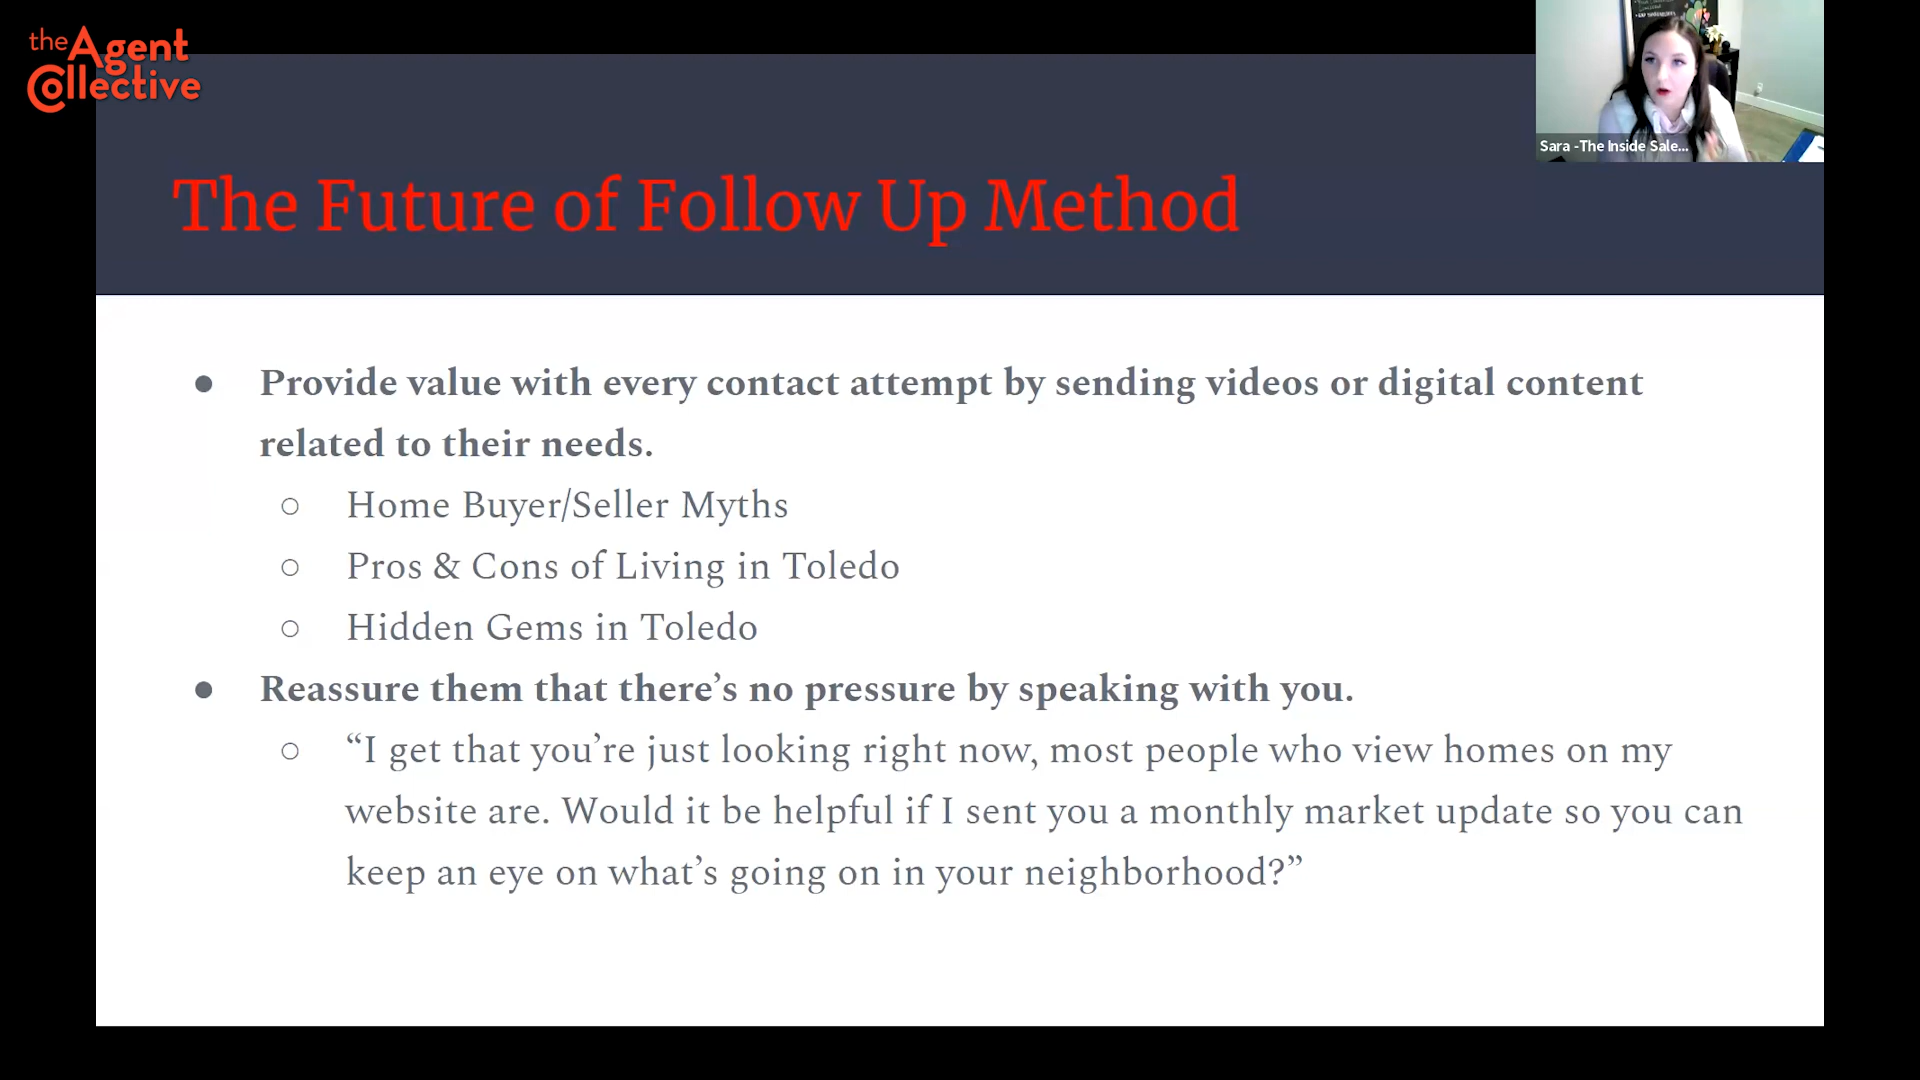 the Agent
Collective
Sara -The Inside Sale...
The Future of Follow Up Method
● Provide value with every contact attempt by sending videos or digital content
related to their needs.
○ Home Buyer/Seller Myths
○ Pros & Cons of Living in Toledo
○ Hidden Gems in Toledo
● Reassure them that there’s no pressure by speaking with you.
○ “I get that you’re just looking right now, most people who view homes on my
website are. Would it be helpful if I sent you a monthly market update so you can
keep an eye on what’s going on in your neighborhood?”